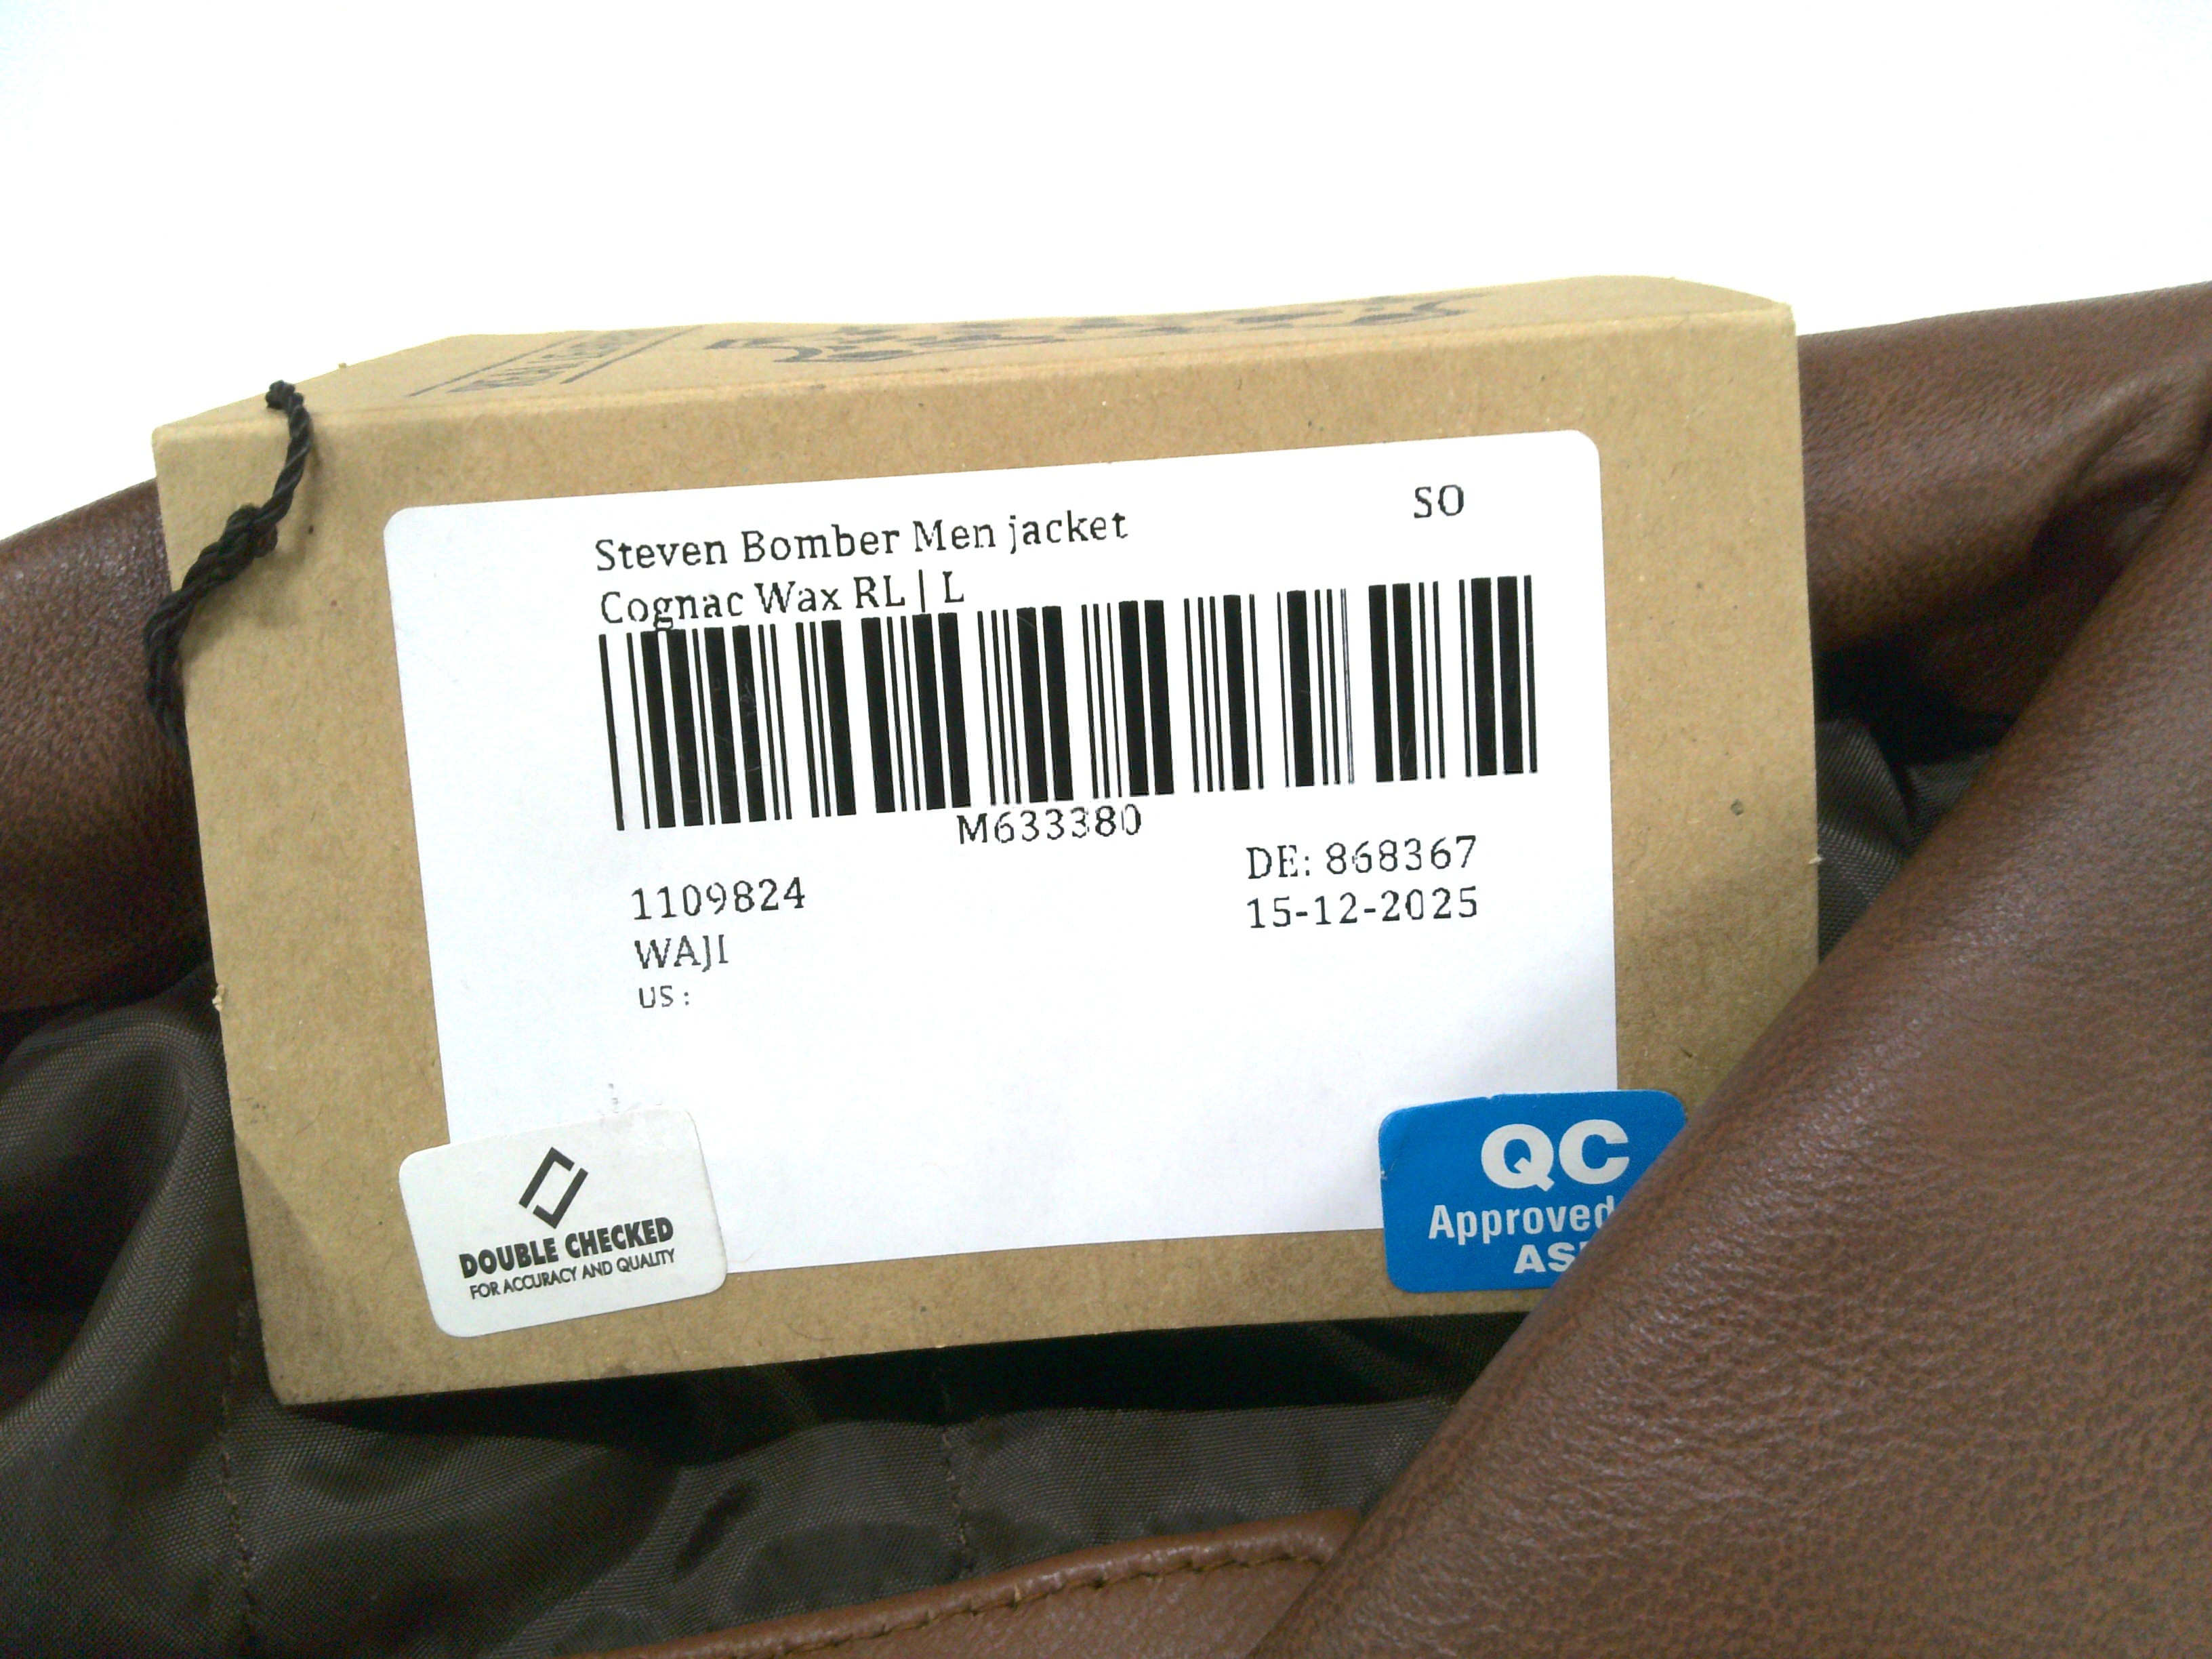 Steven Bomber Men jacket
SO
Cognac Wax RL | L
M633380
1109824
DE: 868367
WAJI
15-12-2025
US :
DOUBLE CHECKED
FOR ACCURACY AND QUALITY
QC
Approved